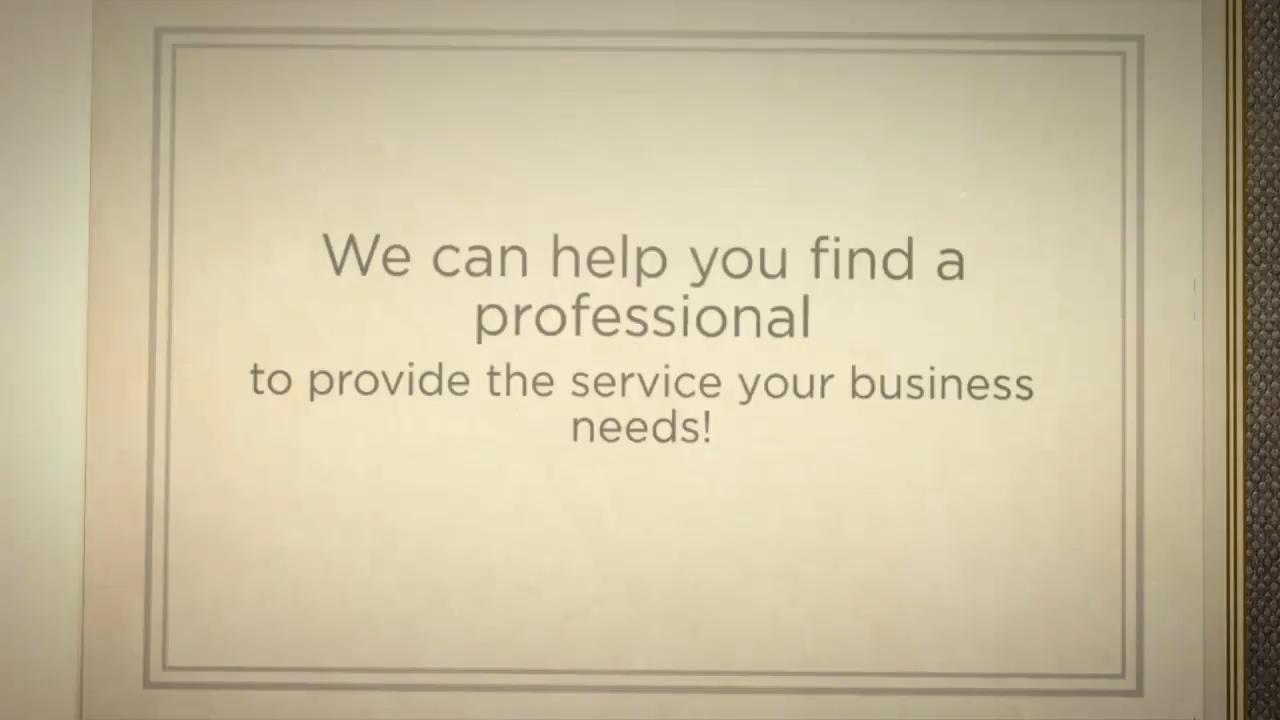 We can help you find a
professional
to provide the service your business
needs!